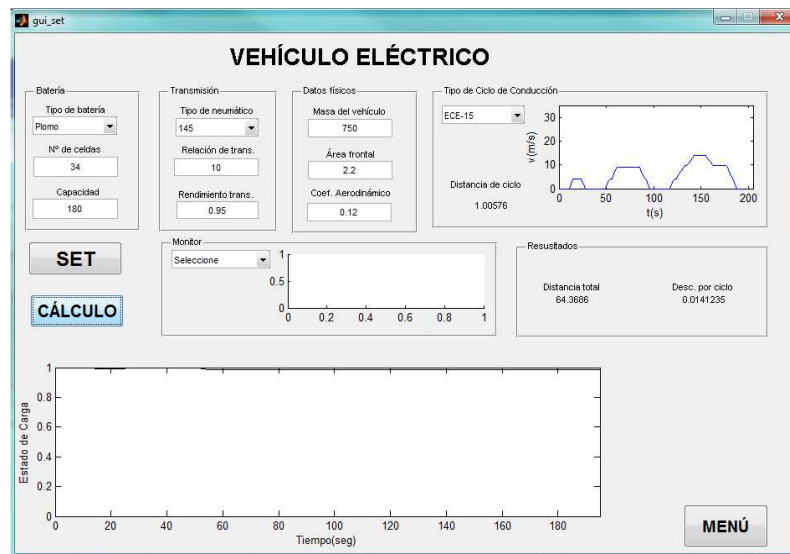 gui_set
VEHÍCULO ELÉCTRICO
Batería
Tipo de batería
Plomo
Nº de celdas
34
Capacidad
180
Transmisión
Tipo de neumático
145
Relación de trans.
10
Rendimiento trans.
0.95
Datos físicos
Masa del vehículo
750
Área frontal
2.2
Coef. Aerodinámico
0.12
Tipo de Ciclo de Conducción
ECE-15
Distancia de ciclo
1.00576
v(m/s)
30
20
10
0
0 50 100 150 200
t(s)
SET
CÁLCULO
Monitor
Seleccione
1
0.5
0
0 0.2 0.4 0.6 0.8 1
Resusltados
Distancia total
64.3686
Desc. por ciclo
0.0141235
Estado de Carga
1
0.8
0.6
0.4
0.2
0
0 20 40 60 80 100 120 140 160 180
Tiempo(seg)
MENÚ